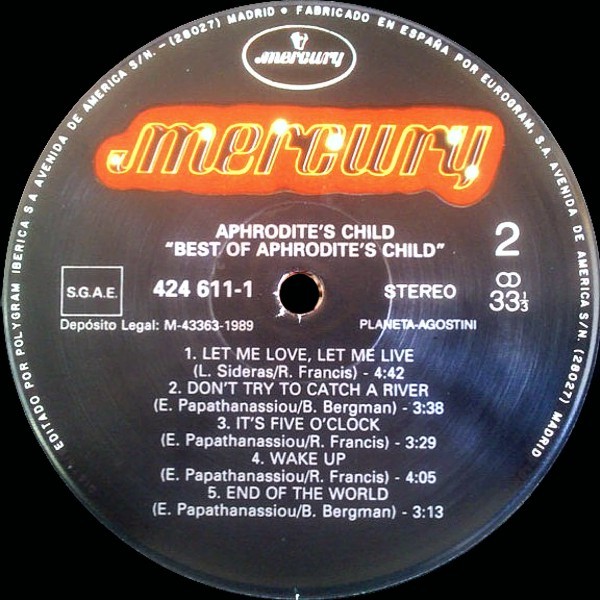 EDITADO POR POLYGRAM IBERICA S A AVENIDA DE AMERICA S/N. - (28027) MADRID • FABRICADO EN ESPAÑA POR EUROGRAM, S.A. AVENIDA DE AMERICA S/N. (28027) MADRID
mercury
mercury
APHRODITE'S CHILD
"BEST OF APHRODITE'S CHILD"
2
S.G.A.E.
424 611-1
STEREO
33 1/3
Depósito Legal: M-43363-1989
PLANETA-AGOSTINI
1. LET ME LOVE, LET ME LIVE
(L. Sideras/R. Francis) - 4:42
2. DON'T TRY TO CATCH A RIVER
(E. Papathanassiou/B. Bergman) - 3:38
3. IT'S FIVE O'CLOCK
(E. Papathanassiou/R. Francis) - 3:29
4. WAKE UP
(E. Papathanassiou/R. Francis) - 4:05
5. END OF THE WORLD
(E. Papathanassiou/B. Bergman) - 3:13